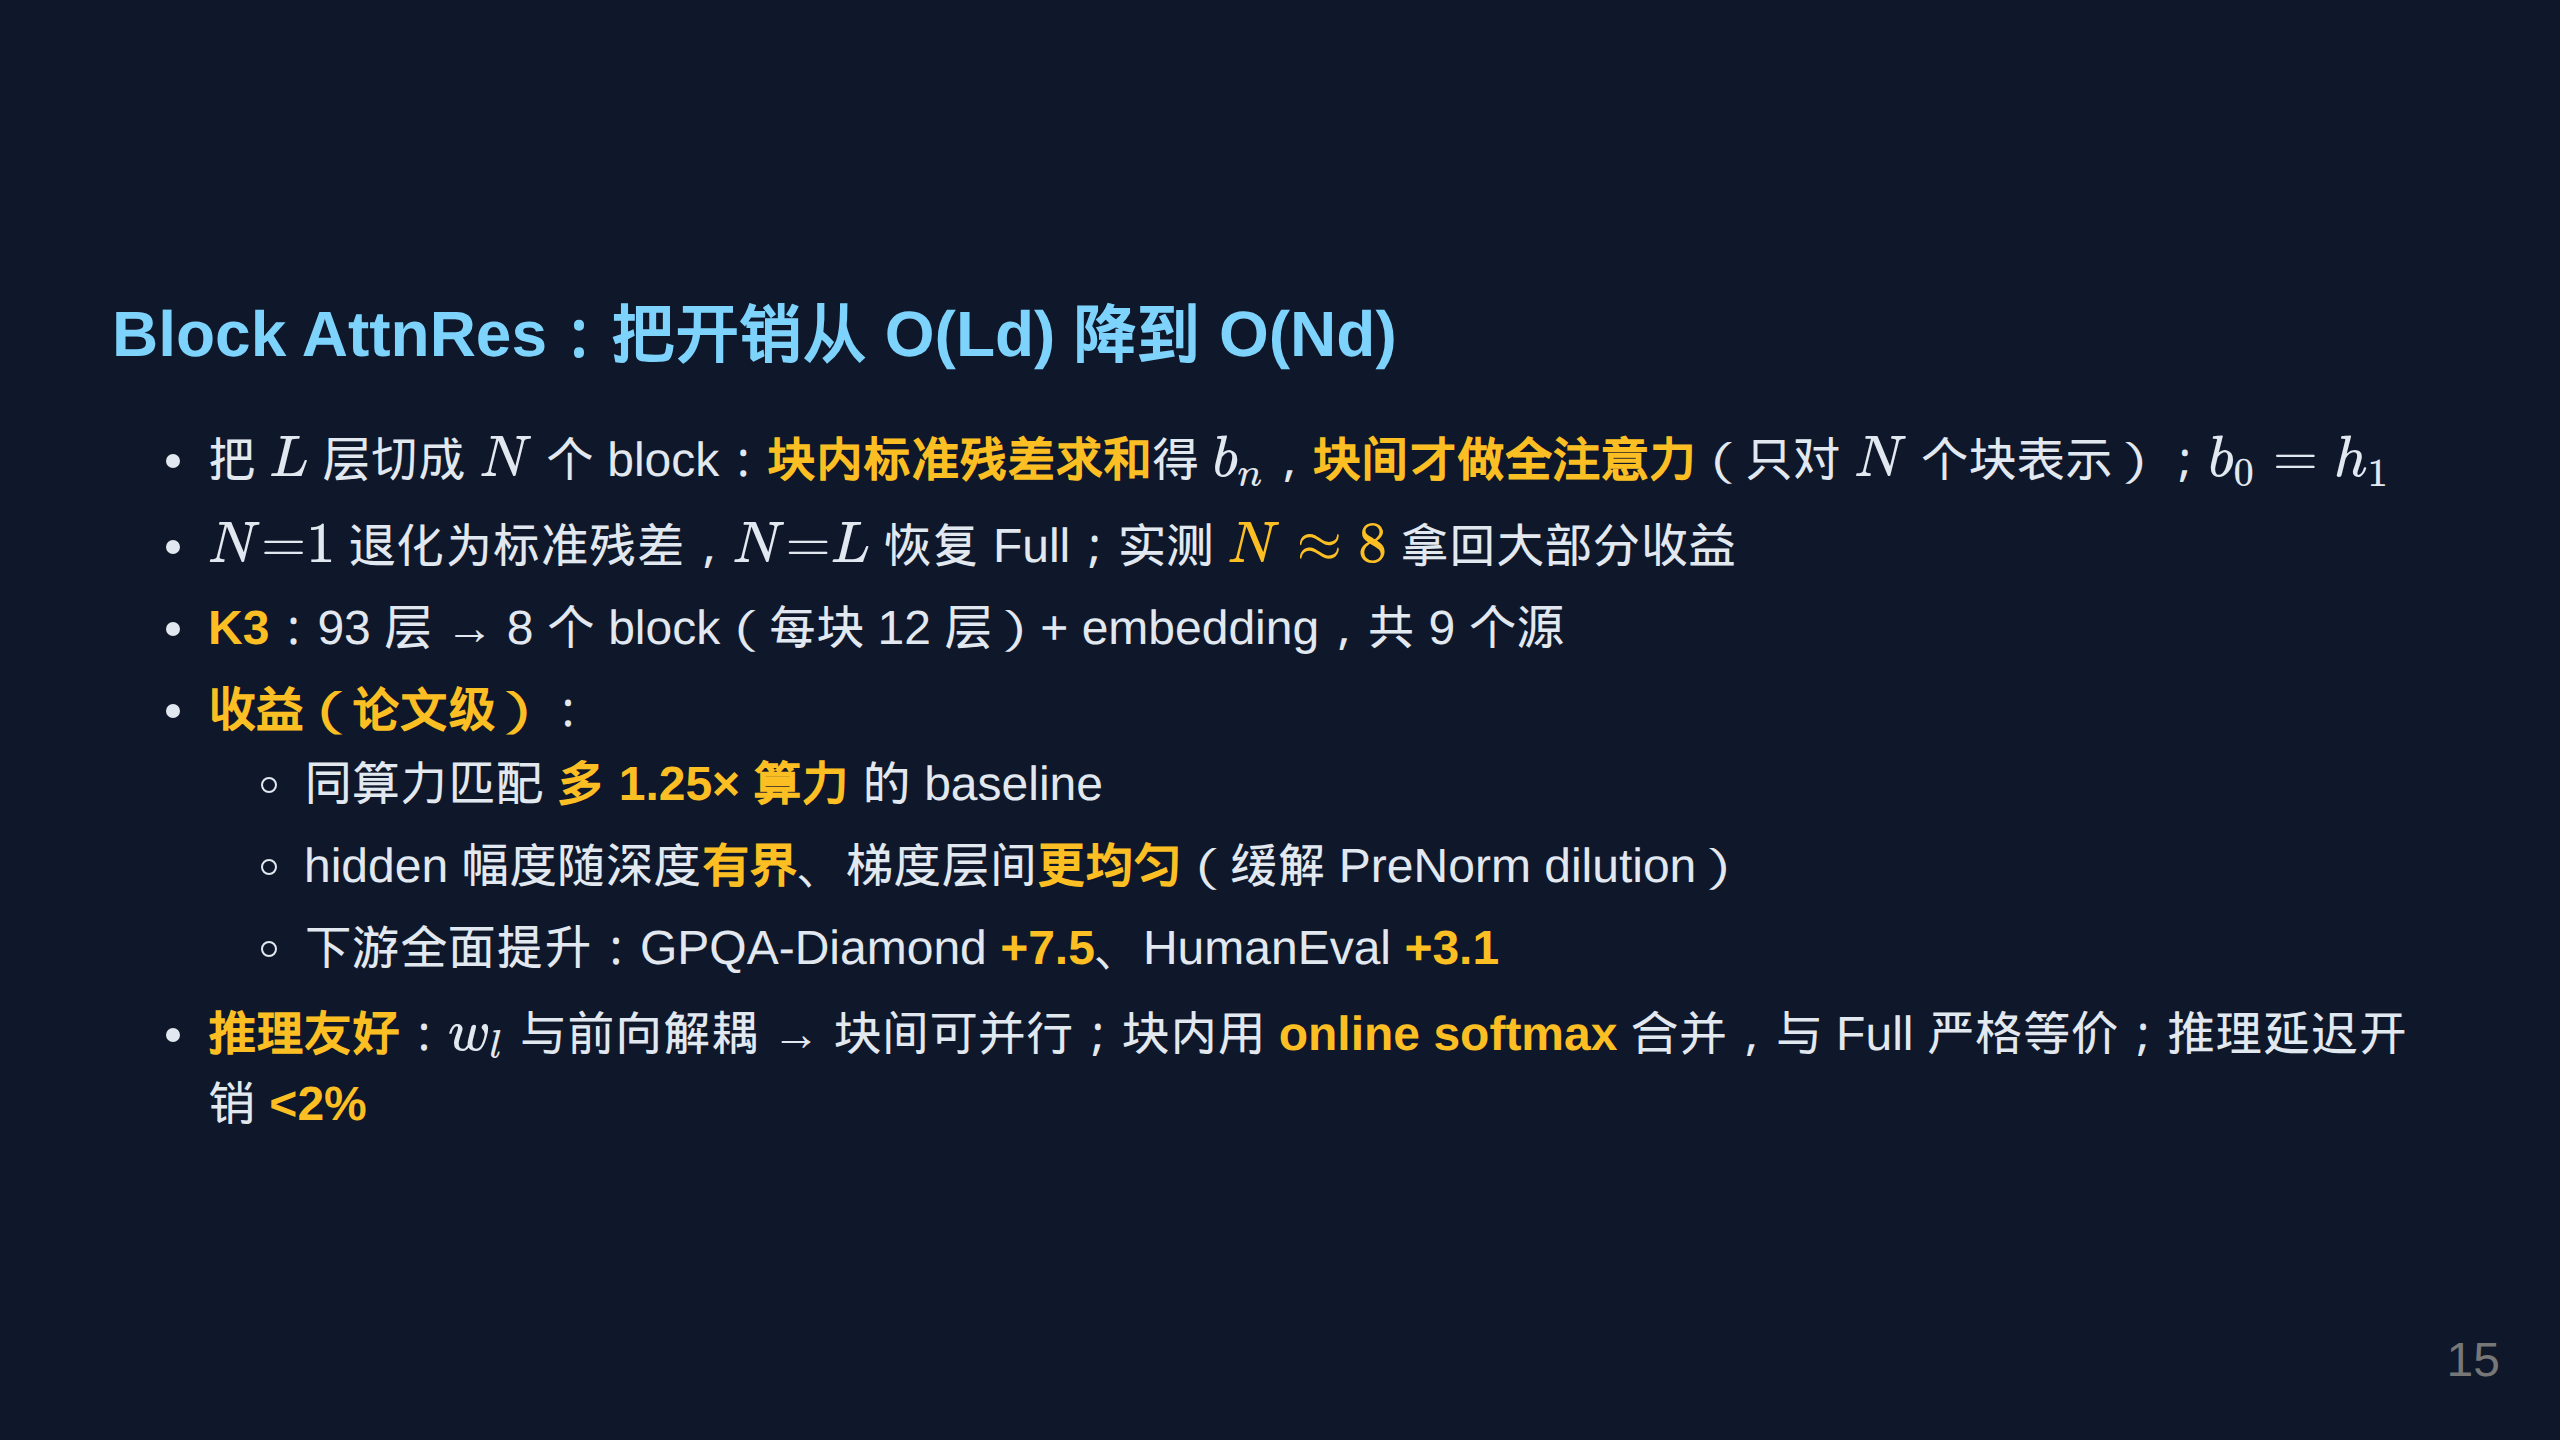 Block AttnRes：把开销从 O(Ld) 降到 O(Nd)
• 把 L 层切成 N 个 block：块内标准残差求和得 bₙ，块间才做全注意力（只对 N 个块表示）；b₀ = h₁
• N=1 退化为标准残差，N=L 恢复 Full；实测 N ≈ 8 拿回大部分收益
• K3：93 层 → 8 个 block（每块 12 层）+ embedding，共 9 个源
• 收益（论文级）：
◦ 同算力匹配 多 1.25× 算力 的 baseline
◦ hidden 幅度随深度有界、梯度层间更均匀（缓解 PreNorm dilution）
◦ 下游全面提升：GPQA-Diamond +7.5、HumanEval +3.1
• 推理友好：wₗ 与前向解耦 → 块间可并行；块内用 online softmax 合并，与 Full 严格等价；推理延迟开
销 <2%
15